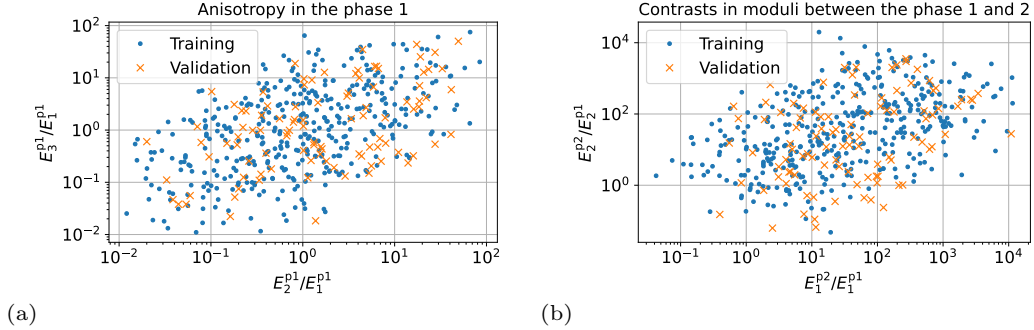 Anisotropy in the phase 1
Training
Validation
10^2
10^1
10^0
10^−1
10^−2
E_3^p1/E_1^p1
10^−2 10^−1 10^0 10^1 10^2
E_2^p1/E_1^p1
(a)
Contrasts in moduli between the phase 1 and 2
Training
Validation
10^4
10^2
10^0
E_2^p2/E_2^p1
10^−1 10^0 10^1 10^2 10^3 10^4
E_1^p2/E_1^p1
(b)